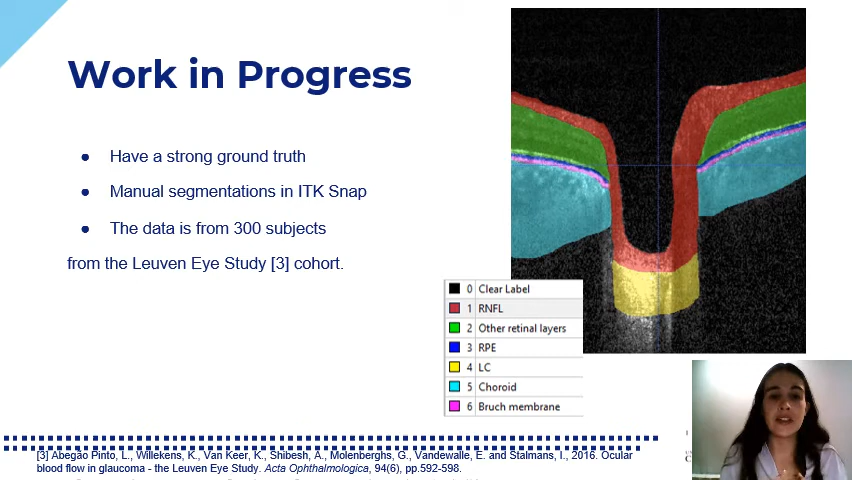 Work in Progress
● Have a strong ground truth
● Manual segmentations in ITK Snap
● The data is from 300 subjects
from the Leuven Eye Study [3] cohort.
0 Clear Label
1 RNFL
2 Other retinal layers
3 RPE
4 LC
5 Choroid
6 Bruch membrane
[3] Abegão Pinto, L., Willekens, K., Van Keer, K., Shibesh, A., Molenberghs, G., Vandewalle, E. and Stalmans, I., 2016. Ocular
blood flow in glaucoma - the Leuven Eye Study. Acta Ophthalmologica, 94(6), pp.592-598.